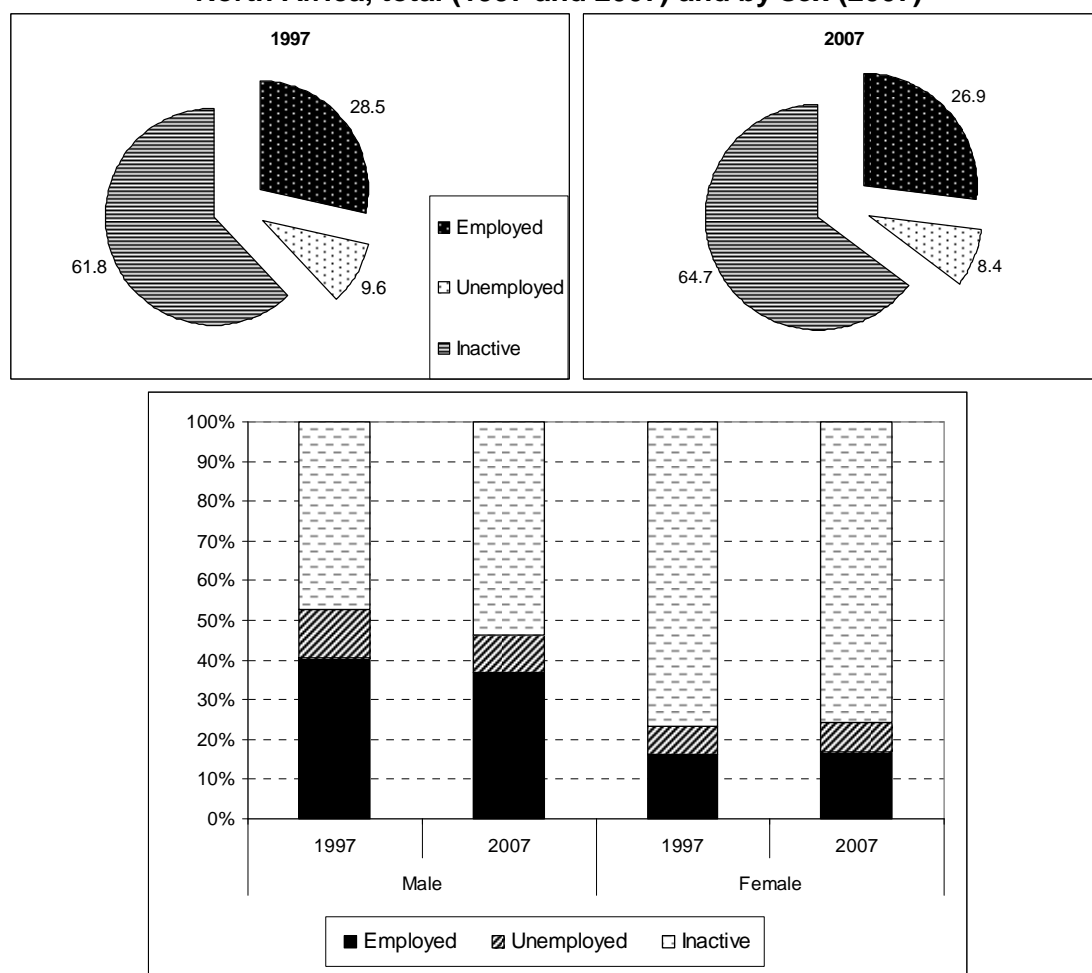 North Africa, total (1997 and 2007) and by sex (2007)
1997
28.5
61.8
9.6
Employed
Unemployed
Inactive
2007
26.9
64.7
8.4
100%
90%
80%
70%
60%
50%
40%
30%
20%
10%
0%
1997 2007 1997 2007
Male Female
Employed Unemployed Inactive